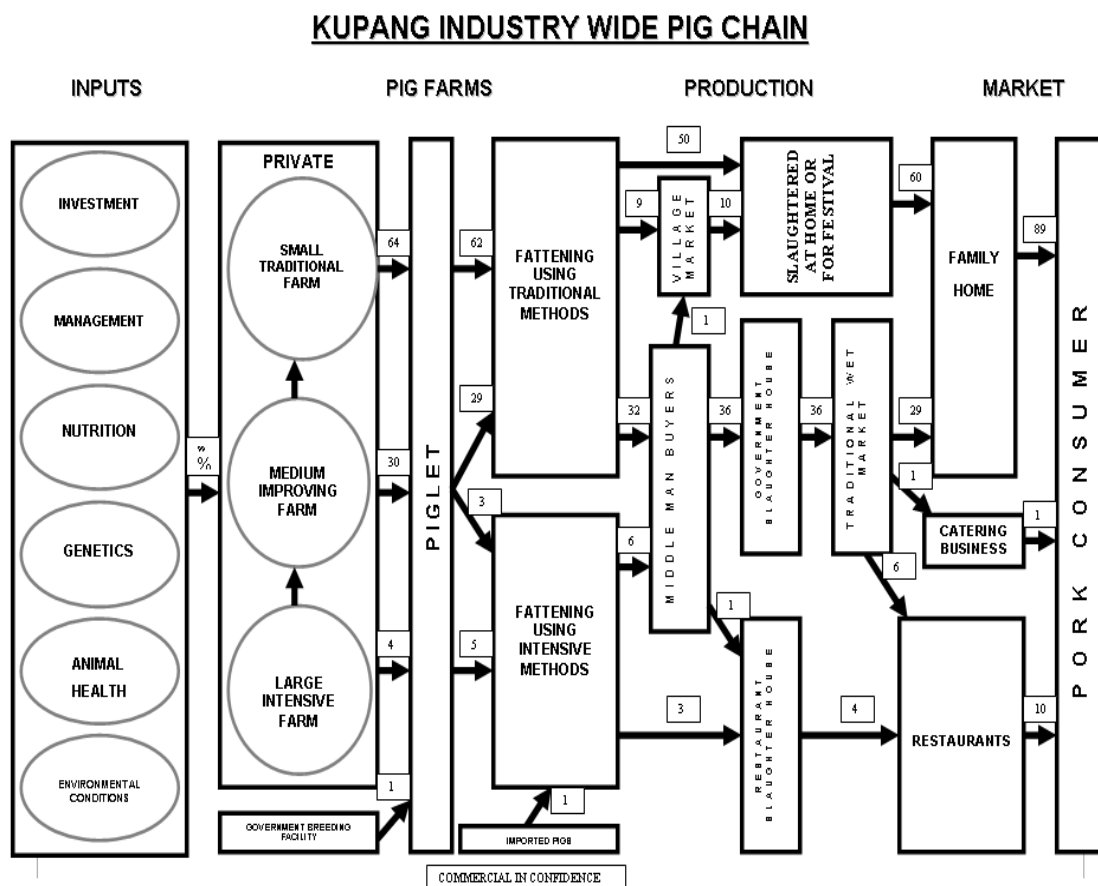 KUPANG INDUSTRY WIDE PIG CHAIN
INPUTS
PIG FARMS
PRODUCTION
MARKET
INVESTMENT
MANAGEMENT
NUTRITION
GENETICS
ANIMAL
HEALTH
ENVIRONMENTAL
CONDITIONS
"
%
PRIVATE
SMALL
TRADITIONAL
FARM
MEDIUM
IMPROVING
FARM
LARGE
INTENSIVE
FARM
GOVERNMENT BREEDING
FACILITY
64
30
4
1
PIGLET
62
29
3
5
FATTENING
USING
TRADITIONAL
METHODS
FATTENING
USING
INTENSIVE
METHODS
1
IMPORTED PIGS
50
9
32
6
3
VILLAGE
MARKET
10
1
MIDDLE MAN BUYERS
36
1
SLAUGHTERED
AT HOME OR
FOR FESTIVAL
GOVERNMENT
SLAUGHTER HOUSE
36
RESTAURANT
SLAUGHTER HOUSE
4
TRADITIONAL WET
MARKET
60
29
1
6
FAMILY
HOME
CATERING
BUSINESS
RESTAURANTS
89
1
10
PORK CONSUMER
COMMERCIAL IN CONFIDENCE